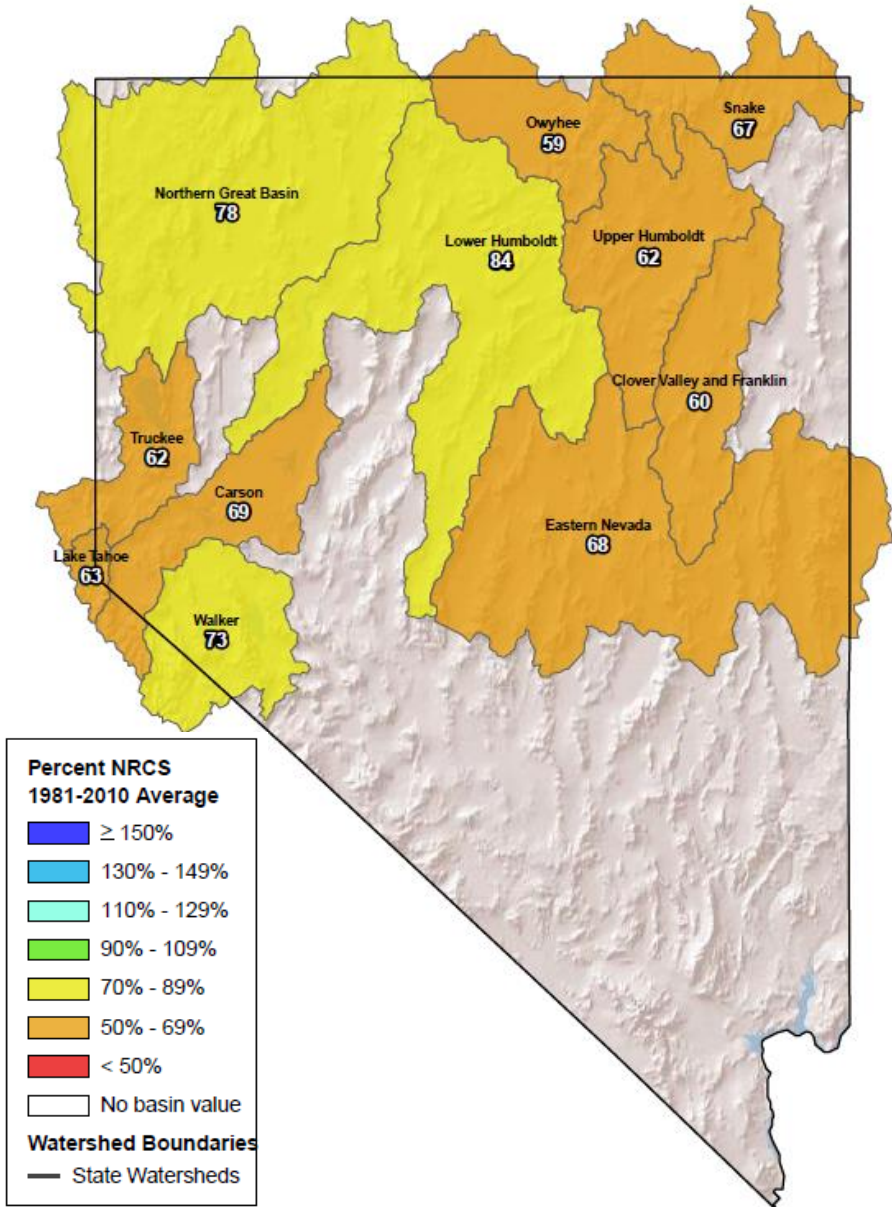 Owyhee
59
Snake
67
Northern Great Basin
78
Lower Humboldt
84
Upper Humboldt
62
Clover Valley and Franklin
60
Truckee
62
Carson
69
Eastern Nevada
68
Lake Tahoe
63
Walker
73
Percent NRCS
1981-2010 Average
≥ 150%
130% - 149%
110% - 129%
90% - 109%
70% - 89%
50% - 69%
< 50%
No basin value
Watershed Boundaries
State Watersheds